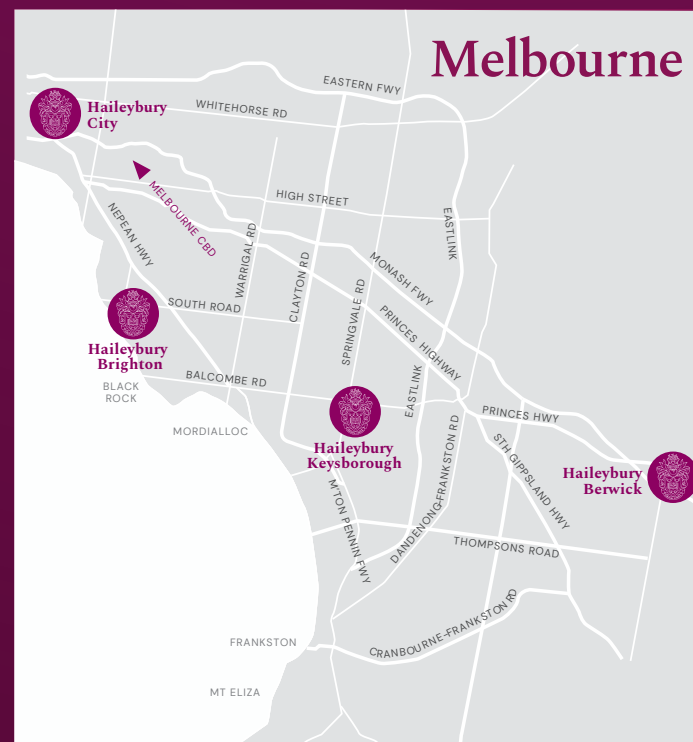 Melbourne
EASTERN FWY
Haileybury
City
WHITEHORSE RD
MELBOURNE CBD
HIGH STREET
NEPEAN HWY
WARRIGAL RD
EASTLINK
CLAYTON RD
MONASH FWY
SPRINGVALE RD
SOUTH ROAD
PRINCES HIGHWAY
Haileybury
Brighton
BALCOMBE RD
EASTLINK
BLACK
ROCK
PRINCES HWY
MORDIALLOC
Haileybury
Keysborough
DANDENONG-FRANKSTON RD
STH GIPPSLAND HWY
Haileybury
Berwick
M'TON PENNIN FWY
THOMPSONS ROAD
CRANBOURNE-FRANKSTON RD
FRANKSTON
MT ELIZA